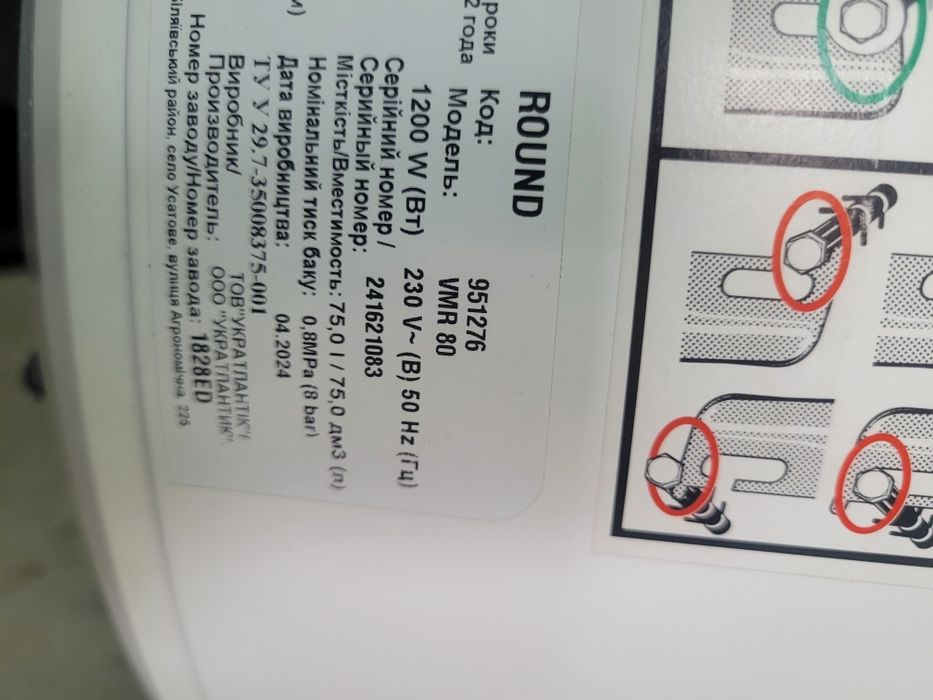 роки
2 года
ROUND
Код: 951276
Модель: VMR 80
1200 W (Вт) 230 V~ (В) 50 Hz (Гц)
Серійний номер /
Серийный номер: 241621083
Місткість/Вместимость: 75,0 l / 75,0 дм3 (л)
Номінальний тиск баку: 0,8MPa (8 bar)
Дата виробництва: 04.2024
ТУ У 29,7-35008375-001
Виробник/ ТОВ"УКРАТЛАНТІК"/
Производитель: ООО "УКРАТЛАНТИК"
Номер заводу/Номер завода: 1828ED
Біляївський район, село Усатове, вулиця Агрономічна, 226